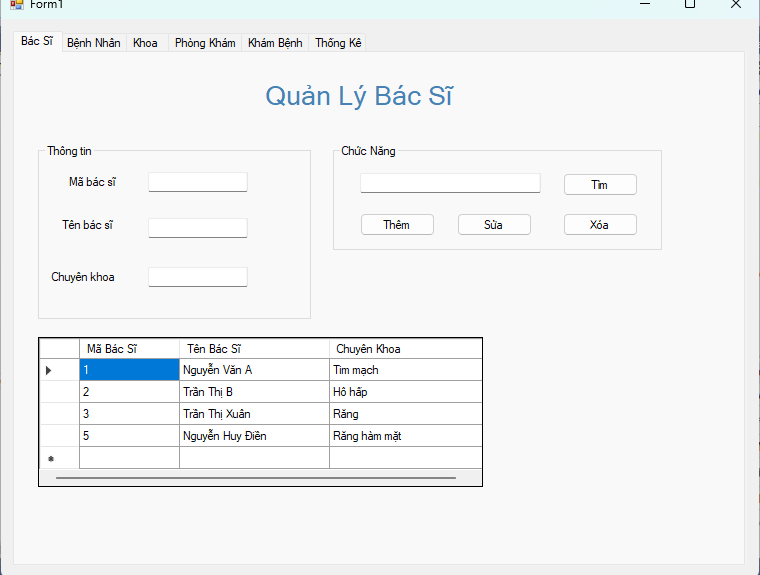 Form1
Bác Sĩ Bệnh Nhân Khoa Phòng Khám Khám Bệnh Thống Kê
Quản Lý Bác Sĩ
Thông tin
Mã bác sĩ
Tên bác sĩ
Chuyên khoa
Chức Năng
Tìm
Thêm Sửa Xóa
Mã Bác Sĩ Tên Bác Sĩ Chuyên Khoa
1 Nguyễn Văn A Tim mạch
2 Trần Thị B Hô hấp
3 Trần Thị Xuân Răng
5 Nguyễn Huy Điền Răng hàm mặt